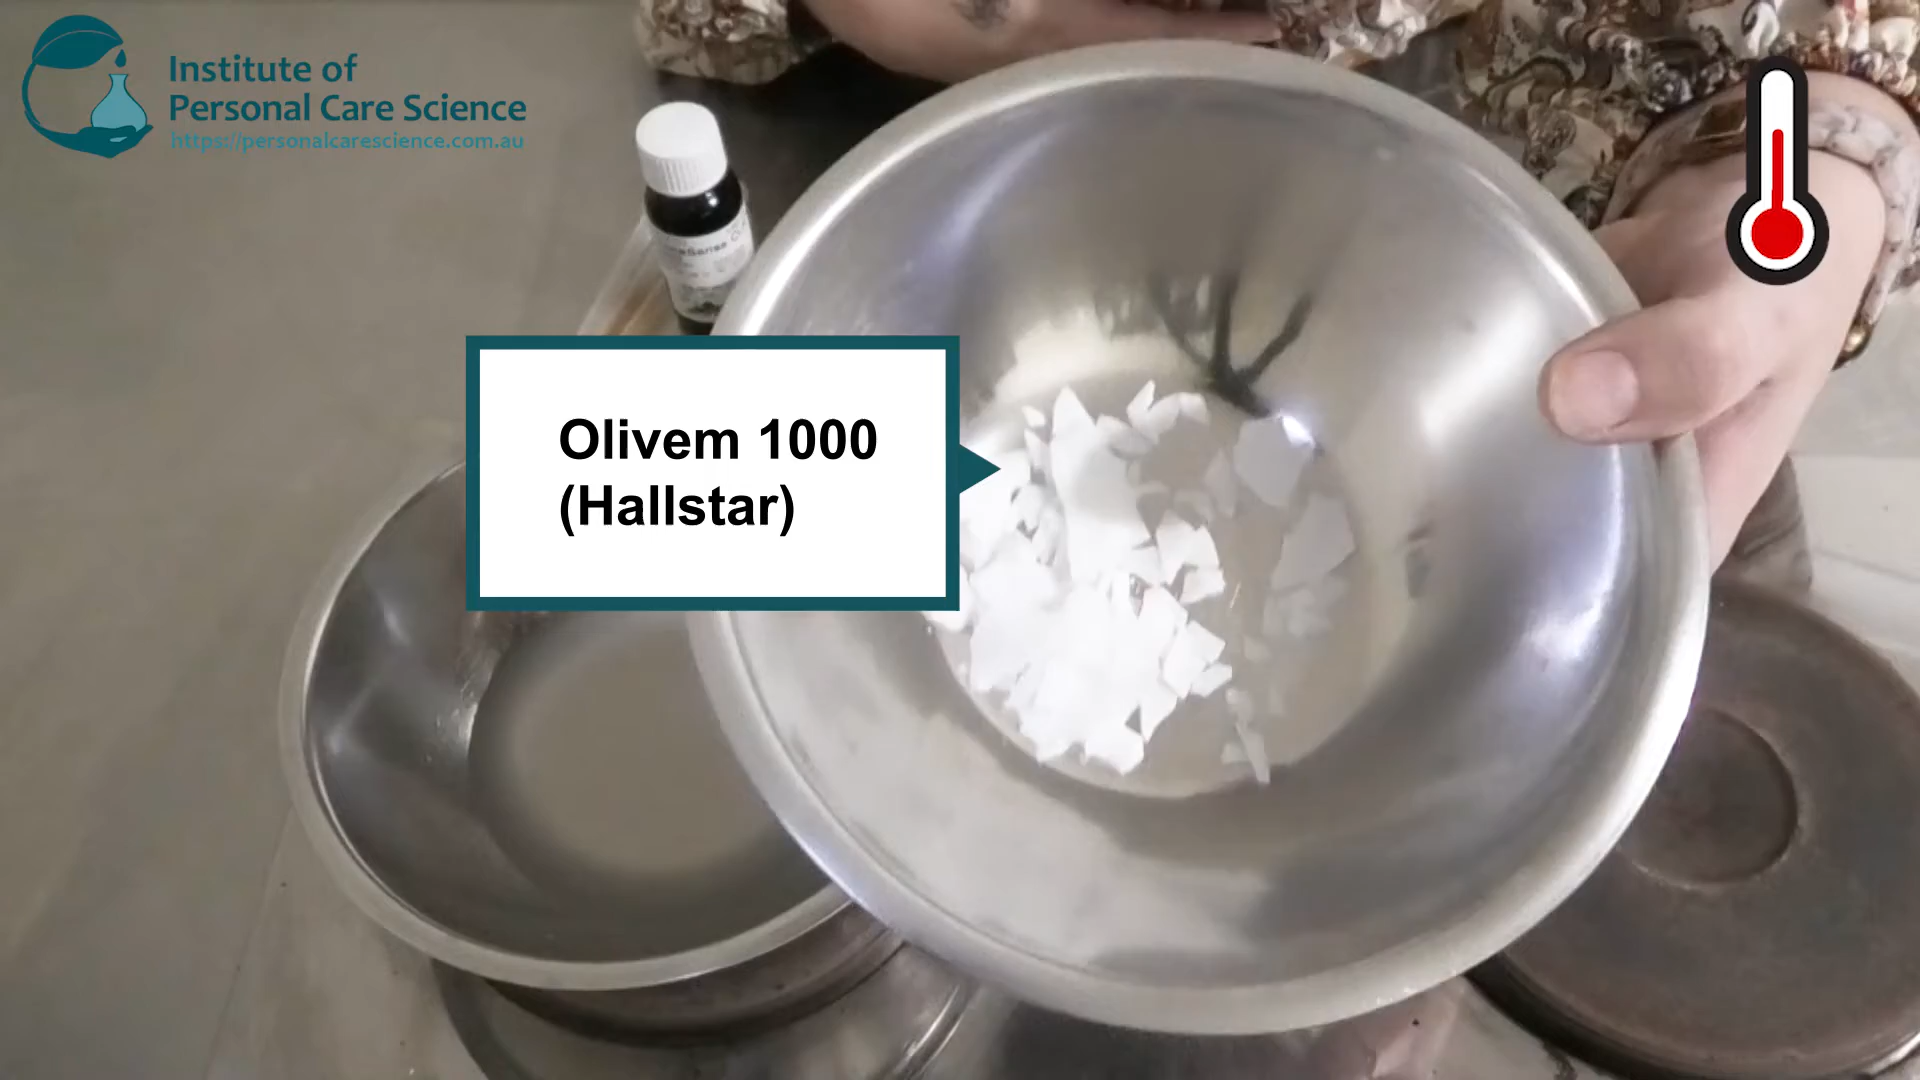 Institute of
Personal Care Science
https://personalcarescience.com.au
Olivem 1000
(Hallstar)